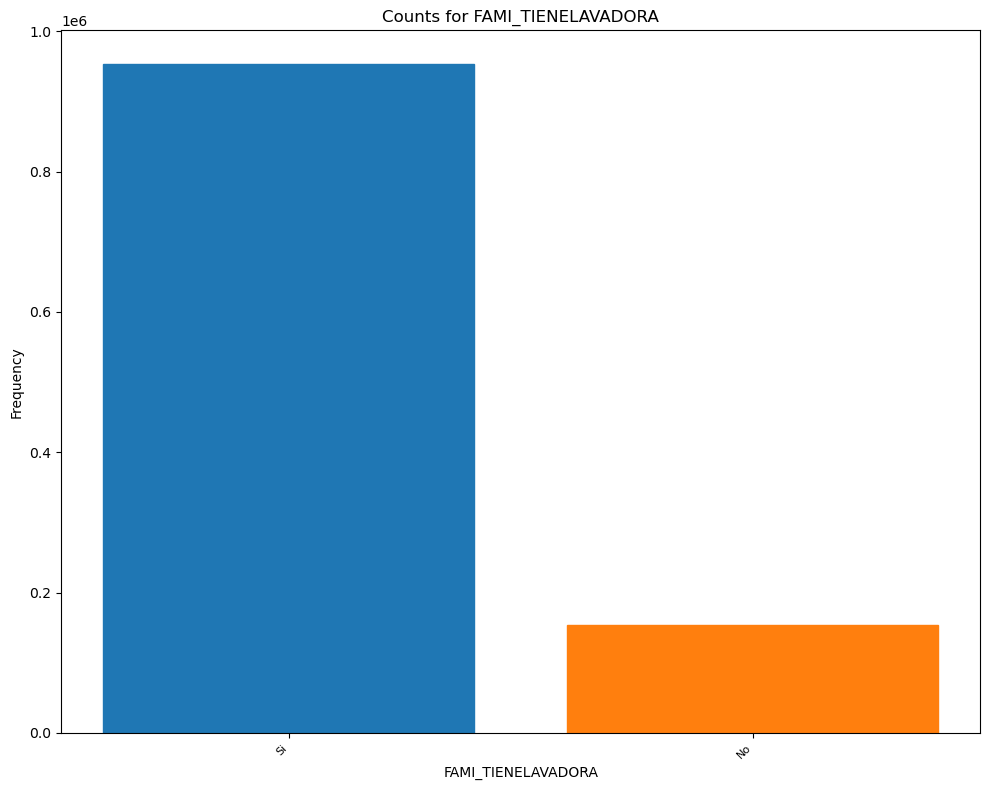 Counts for FAMI_TIENELAVADORA
1e6
1.0
0.8
0.6
0.4
0.2
0.0
Frequency
Si
No
FAMI_TIENELAVADORA